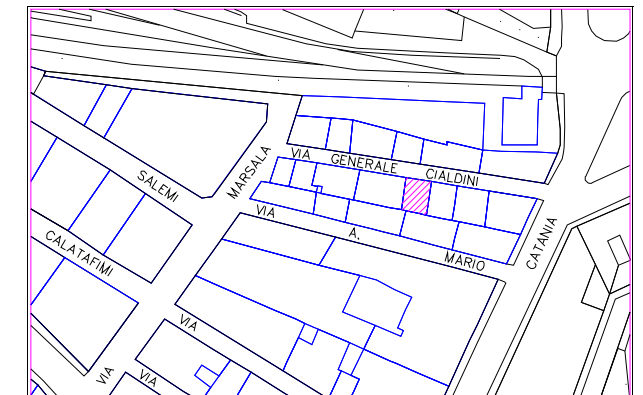 VIA GENERALE CIALDINI
MARSALA
SALEMI
VIA A. MARIO
CATANIA
CALATAFIMI
VIA
VIA
VIA